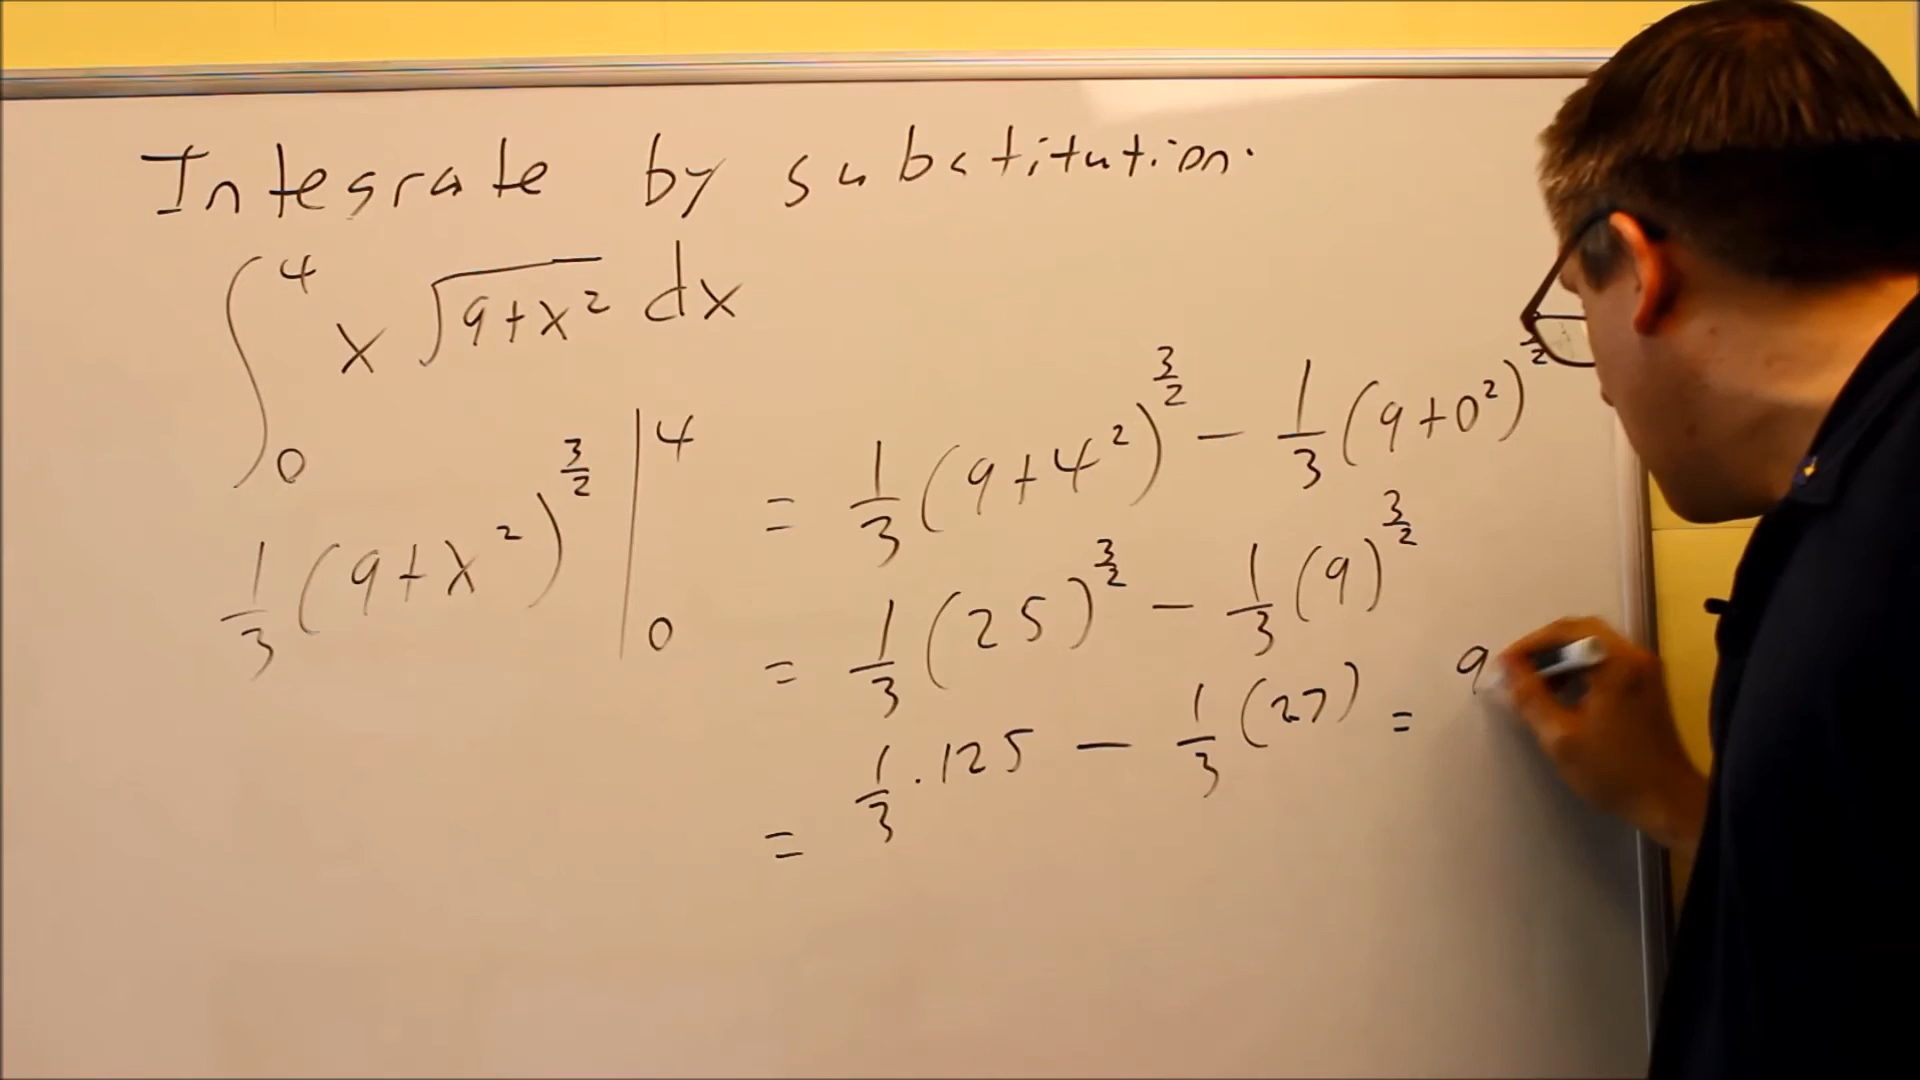 Integrate by substitution.
∫₀⁴ x √(9+x²) dx
1/3 (9+x²)^(3/2) |₀⁴ = 1/3 (9+4²)^(3/2) − 1/3 (9+0²)^(3/2)
= 1/3 (25)^(3/2) − 1/3 (9)^(3/2)
= 1/3 · 125 − 1/3 (27) = 9